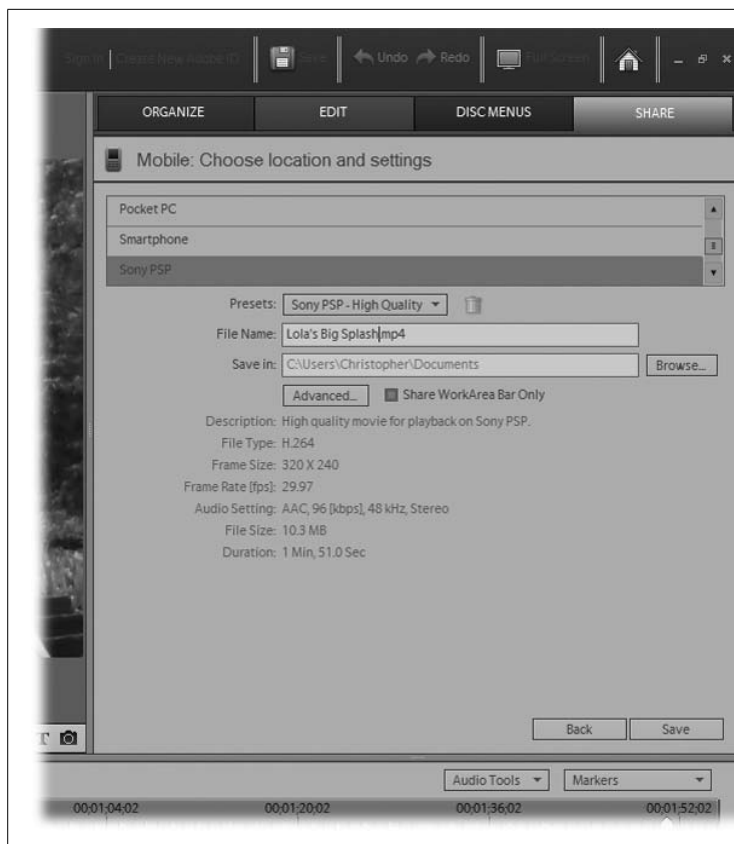 Sign In | Create New Adobe ID Save Undo Redo Full Screen
ORGANIZE EDIT DISC MENUS SHARE
Mobile: Choose location and settings
Pocket PC
Smartphone
Sony PSP
Presets: Sony PSP - High Quality
File Name: Lola's Big Splash.mp4
Save in: C:\Users\Christopher\Documents Browse...
Advanced... Share WorkArea Bar Only
Description: High quality movie for playback on Sony PSP.
File Type: H.264
Frame Size: 320 X 240
Frame Rate [fps]: 29.97
Audio Setting: AAC, 96 [kbps], 48 kHz, Stereo
File Size: 10.3 MB
Duration: 1 Min, 51.0 Sec
Back Save
T
Audio Tools Markers
00;01;04;02 00;01;20;02 00;01;36;02 00;01;52;02